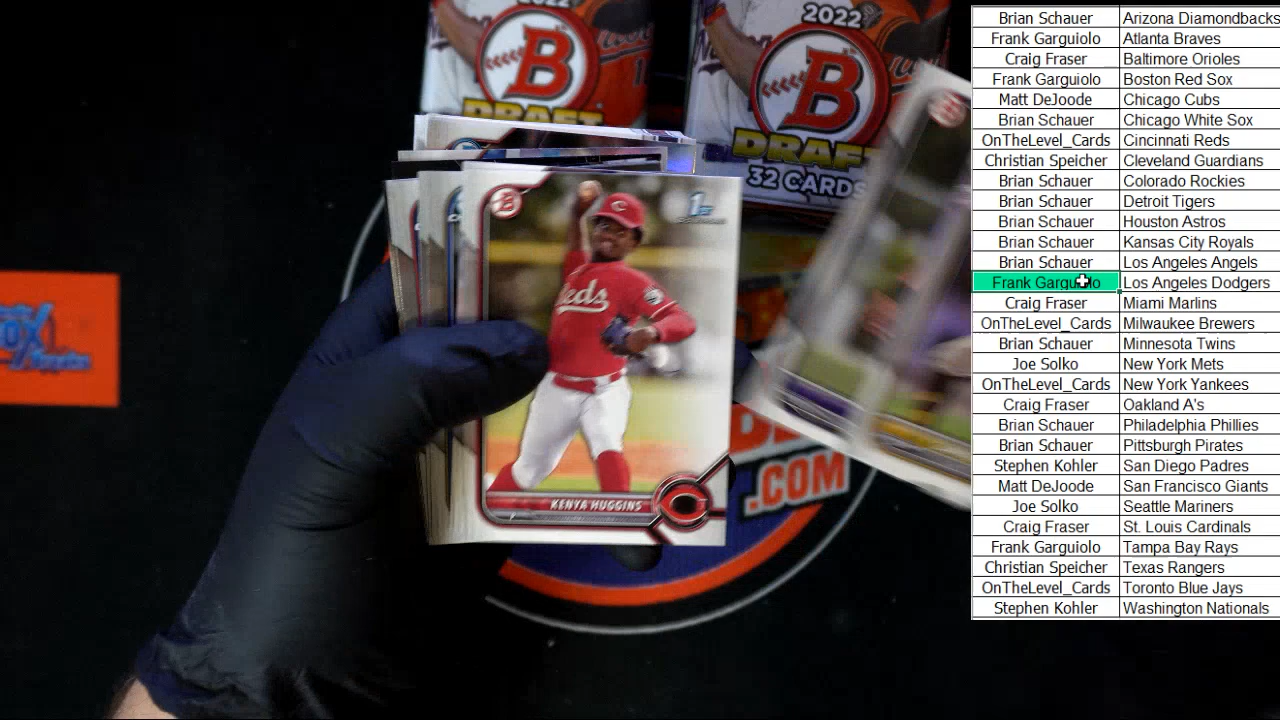 2022
B
DRAFT
2022
B
DRAFT
32 CARDS
B
1st
Reds
C
KENYA HUGGINS
C
.COM
Brian Schauer Arizona Diamondbacks
Frank Garguiolo Atlanta Braves
Craig Fraser Baltimore Orioles
Frank Garguiolo Boston Red Sox
Matt DeJoode Chicago Cubs
Brian Schauer Chicago White Sox
OnTheLevel_Cards Cincinnati Reds
Christian Speicher Cleveland Guardians
Brian Schauer Colorado Rockies
Brian Schauer Detroit Tigers
Brian Schauer Houston Astros
Brian Schauer Kansas City Royals
Brian Schauer Los Angeles Angels
Frank Garguiolo Los Angeles Dodgers
Craig Fraser Miami Marlins
OnTheLevel_Cards Milwaukee Brewers
Brian Schauer Minnesota Twins
Joe Solko New York Mets
OnTheLevel_Cards New York Yankees
Craig Fraser Oakland A's
Brian Schauer Philadelphia Phillies
Brian Schauer Pittsburgh Pirates
Stephen Kohler San Diego Padres
Matt DeJoode San Francisco Giants
Joe Solko Seattle Mariners
Craig Fraser St. Louis Cardinals
Frank Garguiolo Tampa Bay Rays
Christian Speicher Texas Rangers
OnTheLevel_Cards Toronto Blue Jays
Stephen Kohler Washington Nationals